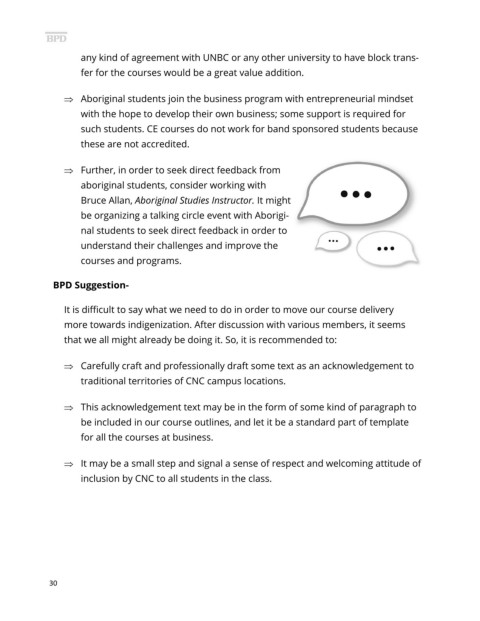 BPD
any kind of agreement with UNBC or any other university to have block trans-
fer for the courses would be a great value addition.
⇒ Aboriginal students join the business program with entrepreneurial mindset
with the hope to develop their own business; some support is required for
such students. CE courses do not work for band sponsored students because
these are not accredited.
⇒ Further, in order to seek direct feedback from
aboriginal students, consider working with
Bruce Allan, Aboriginal Studies Instructor. It might
be organizing a talking circle event with Aborigi-
nal students to seek direct feedback in order to
understand their challenges and improve the
courses and programs.
BPD Suggestion-
It is difficult to say what we need to do in order to move our course delivery
more towards indigenization. After discussion with various members, it seems
that we all might already be doing it. So, it is recommended to:
⇒ Carefully craft and professionally draft some text as an acknowledgement to
traditional territories of CNC campus locations.
⇒ This acknowledgement text may be in the form of some kind of paragraph to
be included in our course outlines, and let it be a standard part of template
for all the courses at business.
⇒ It may be a small step and signal a sense of respect and welcoming attitude of
inclusion by CNC to all students in the class.
30